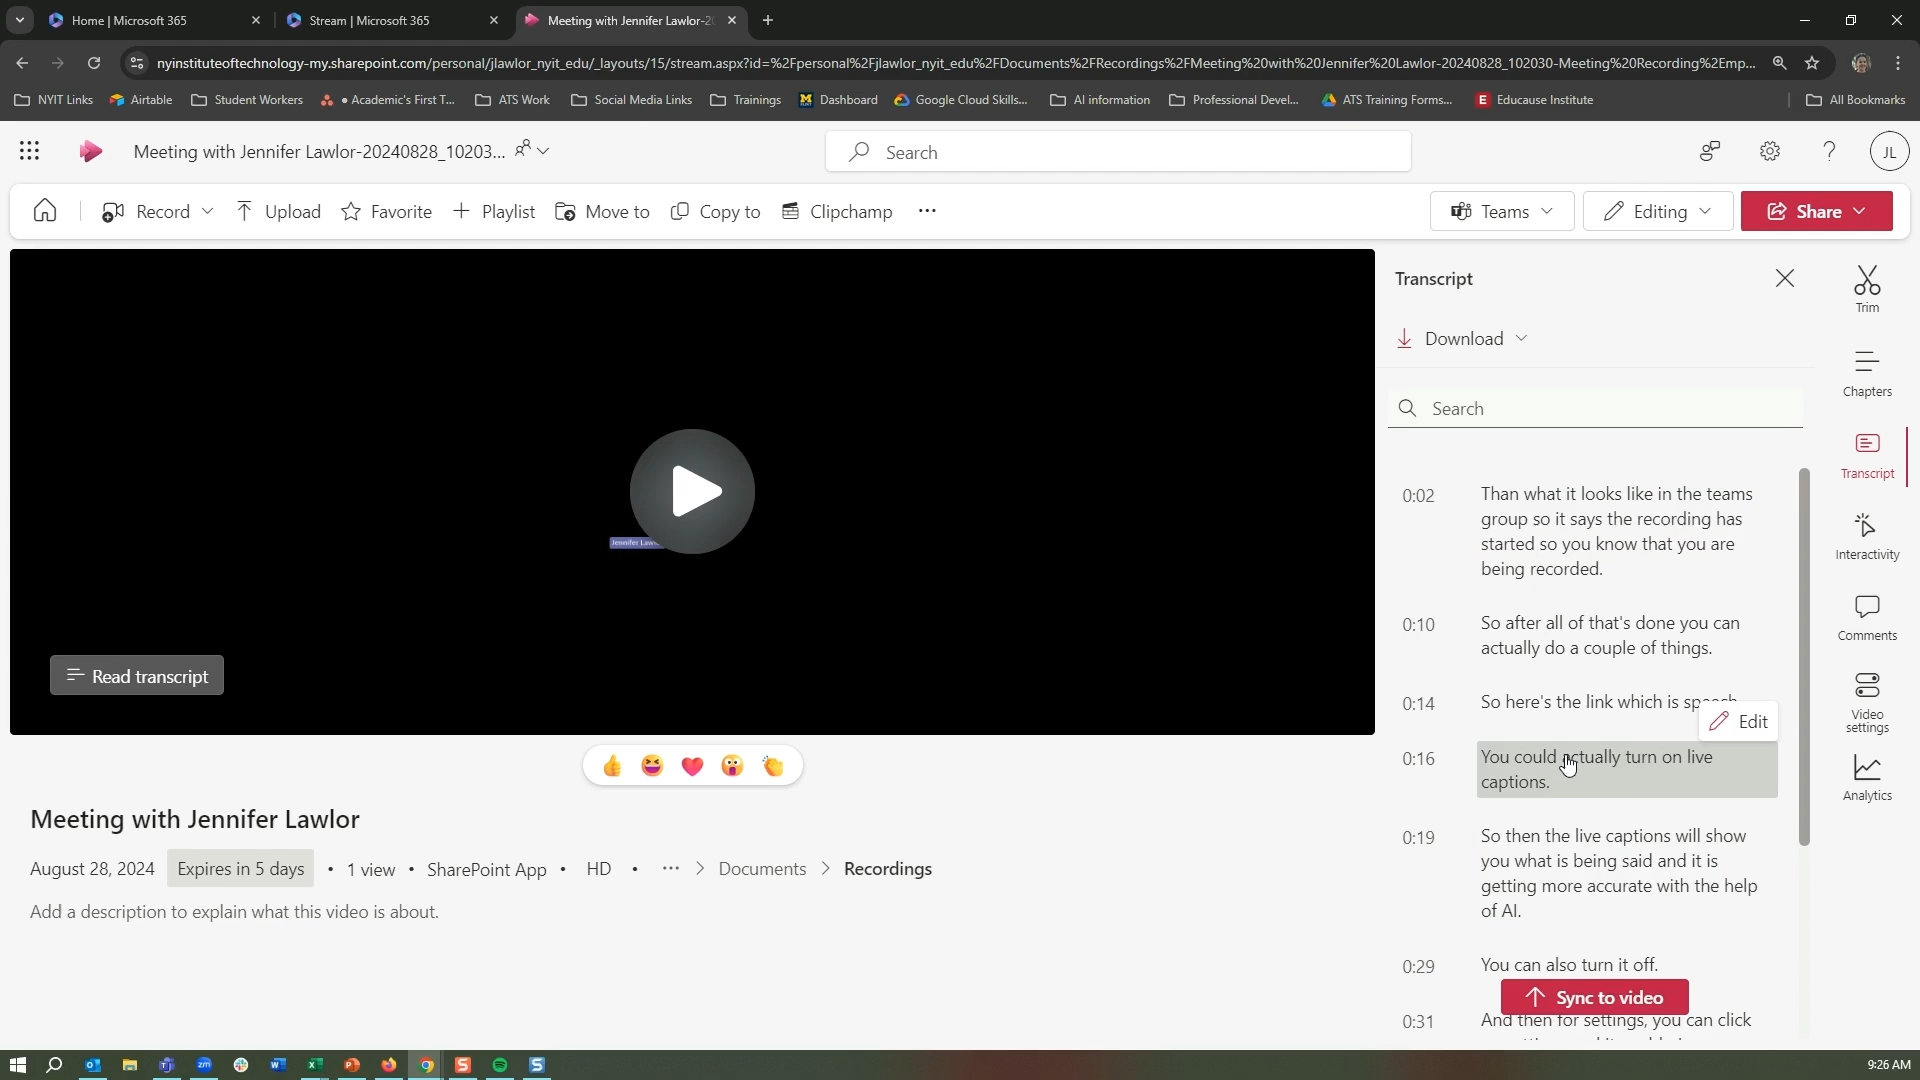 Home | Microsoft 365
Stream | Microsoft 365
Meeting with Jennifer Lawlor-2
nyinstituteoftechnology-my.sharepoint.com/personal/jlawlor_nyit_edu/_layouts/15/stream.aspx?id=%2Fpersonal%2Fjlawlor_nyit_edu%2FDocuments%2FRecordings%2FMeeting%20with%20Jennifer%20Lawlor-20240828_102030-Meeting%20Recording%2Emp...
NYIT Links
Airtable
Student Workers
• Academic's First T...
ATS Work
Social Media Links
Trainings
Dashboard
Google Cloud Skills...
AI information
Professional Devel...
ATS Training Forms...
Educause Institute
All Bookmarks
Meeting with Jennifer Lawlor-20240828_10203...
Search
JL
Record
Upload
Favorite
Playlist
Move to
Copy to
Clipchamp
Teams
Editing
Share
Read transcript
Meeting with Jennifer Lawlor
August 28, 2024 Expires in 5 days • 1 view • SharePoint App • HD • ··· > Documents > Recordings
Add a description to explain what this video is about.
Transcript
Download
Search
0:02 Than what it looks like in the teams
group so it says the recording has
started so you know that you are
being recorded.
0:10 So after all of that's done you can
actually do a couple of things.
0:14 So here's the link which is
Edit
0:16 You could actually turn on live
captions.
0:19 So then the live captions will show
you what is being said and it is
getting more accurate with the help
of AI.
0:29 You can also turn it off.
Sync to video
0:31 And then for settings, you can click
Trim
Chapters
Transcript
Interactivity
Comments
Video
settings
Analytics
9:26 AM